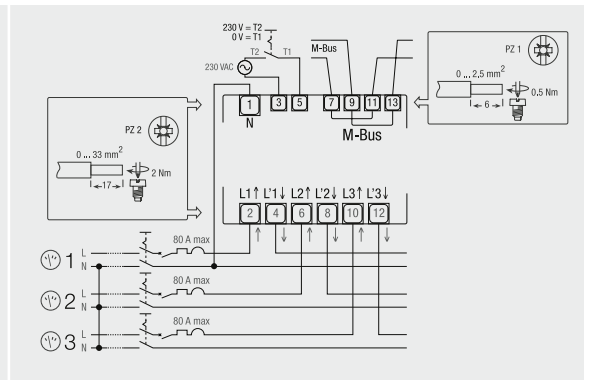 230 V = T2
0 V = T1
T2 T1
230 VAC
M-Bus
PZ 1
0 ... 2,5 mm²
6
0.5 Nm
1 3 5 7 9 11 13
N
M-Bus
PZ 2
0 ... 33 mm²
17
2 Nm
L1↑ L'1↓ L2↑ L'2↓ L3↑ L'3↓
2 4 6 8 10 12
80 A max
1 L
N
80 A max
2 L
N
80 A max
3 L
N